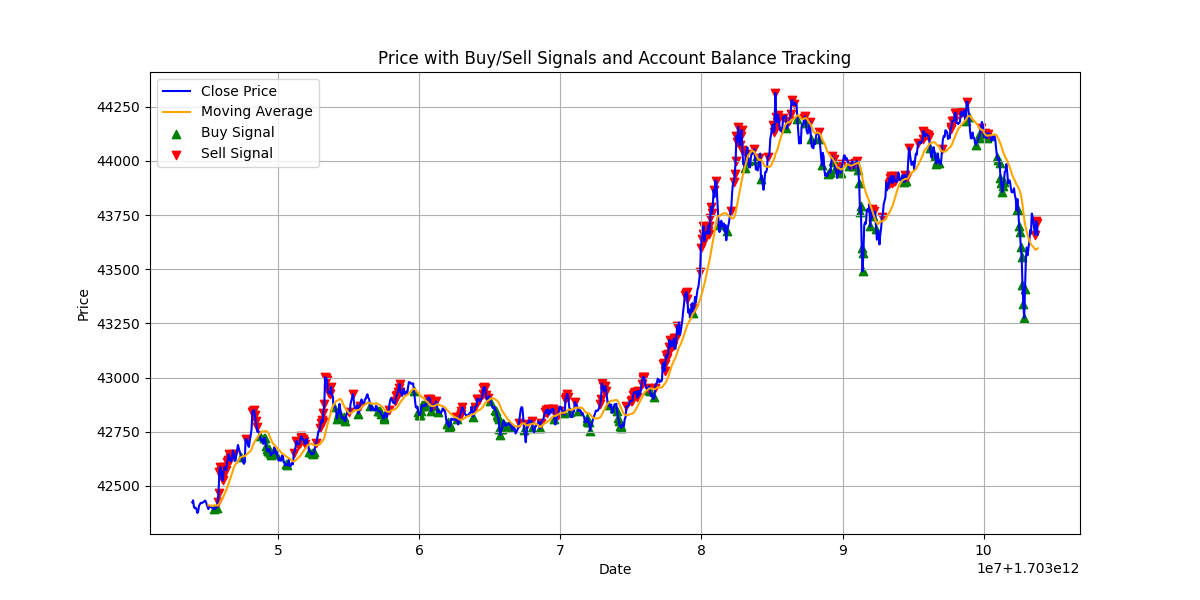 Price with Buy/Sell Signals and Account Balance Tracking
Close Price
Moving Average
Buy Signal
Sell Signal
44250
44000
43750
43500
43250
43000
42750
42500
Price
5 6 7 8 9 10
Date
1e7+1.703e12